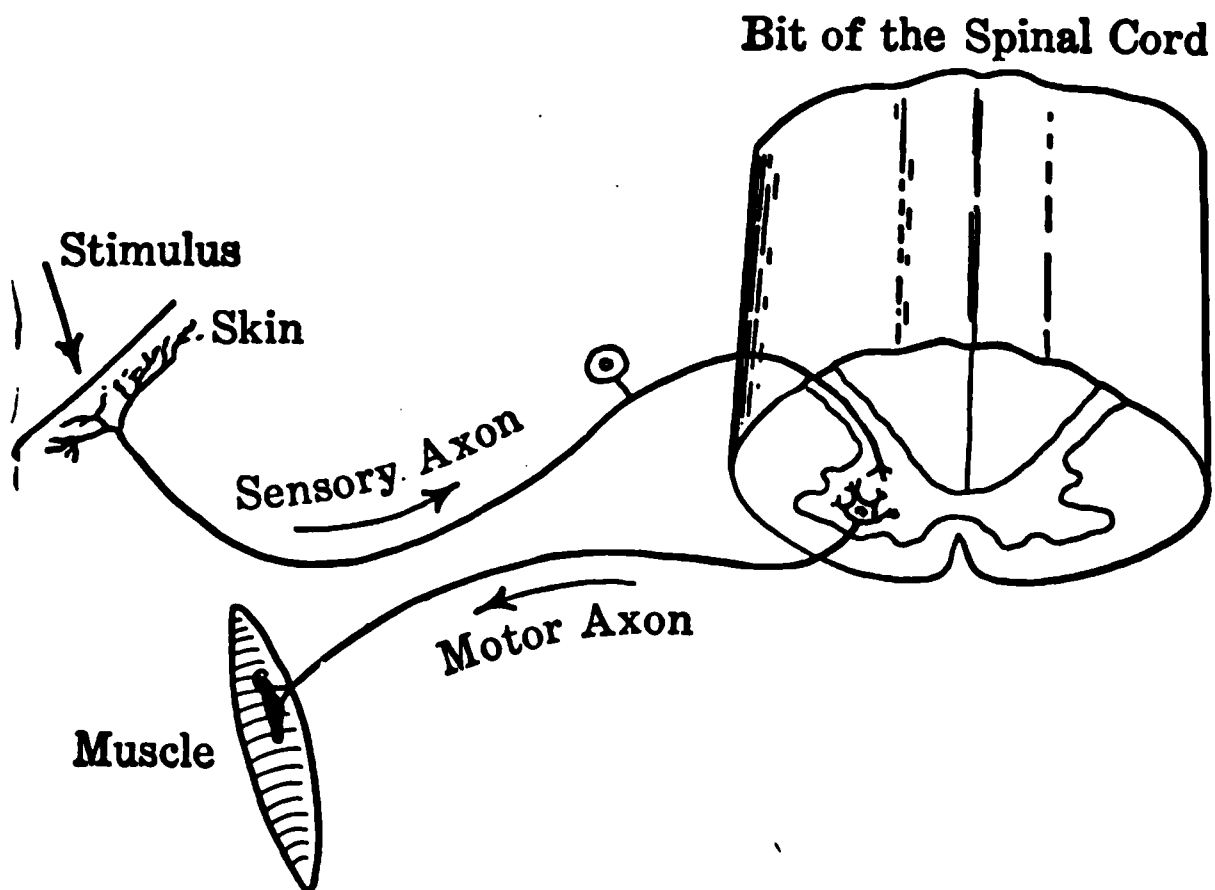 Bit of the Spinal Cord
Stimulus
Skin
Sensory Axon
Motor Axon
Muscle